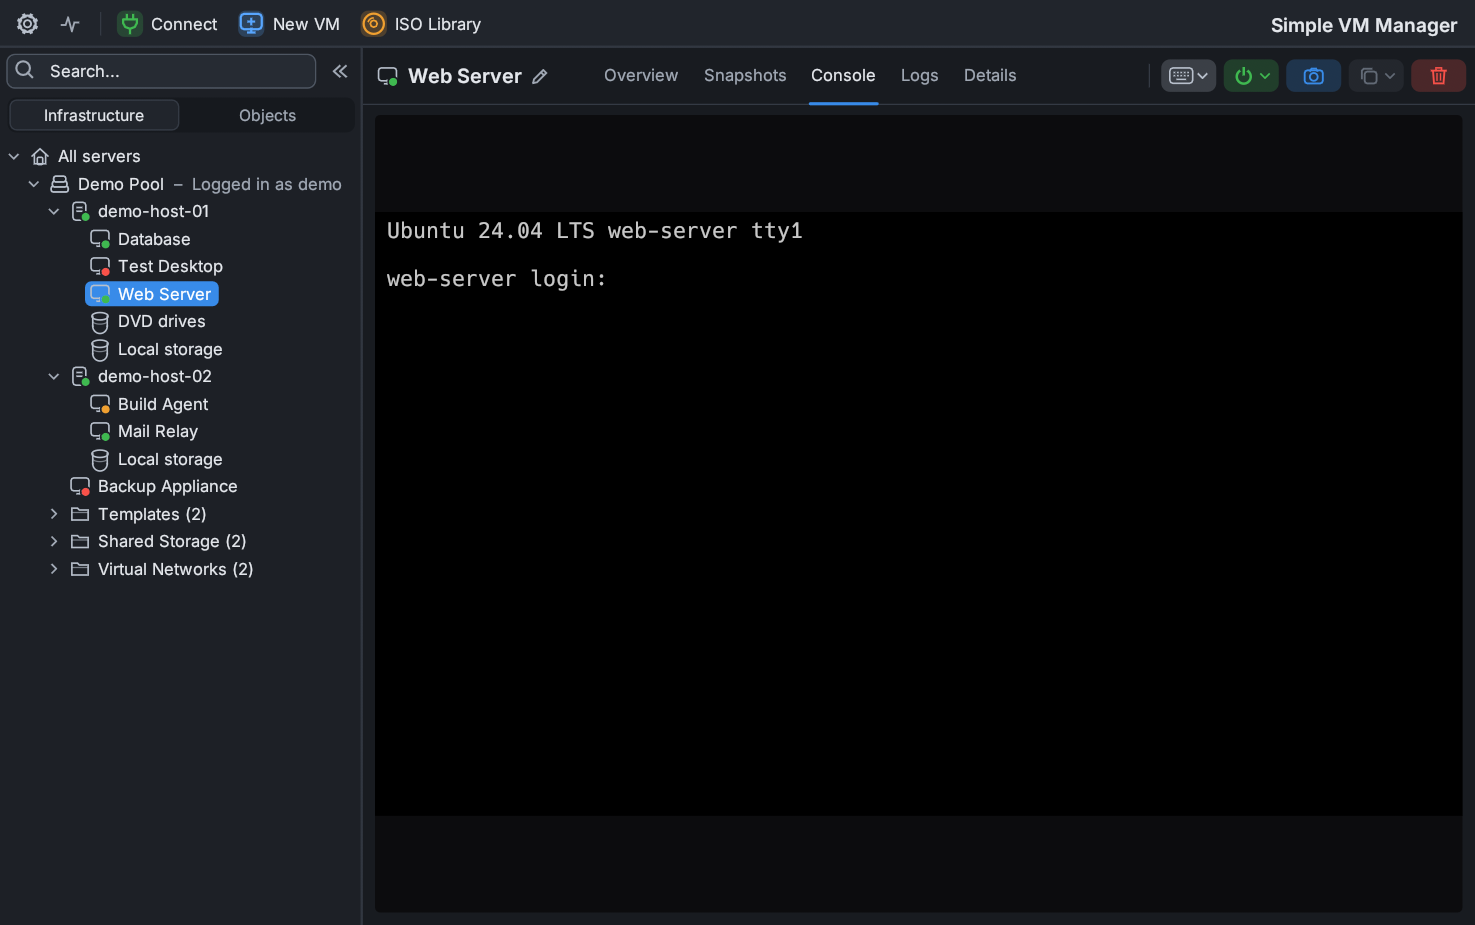 Connect New VM ISO Library Simple VM Manager
Search...
Web Server Overview Snapshots Console Logs Details
Infrastructure Objects
All servers
Demo Pool – Logged in as demo
demo-host-01
Database
Test Desktop
Web Server
DVD drives
Local storage
demo-host-02
Build Agent
Mail Relay
Local storage
Backup Appliance
Templates (2)
Shared Storage (2)
Virtual Networks (2)
Ubuntu 24.04 LTS web-server tty1
web-server login: